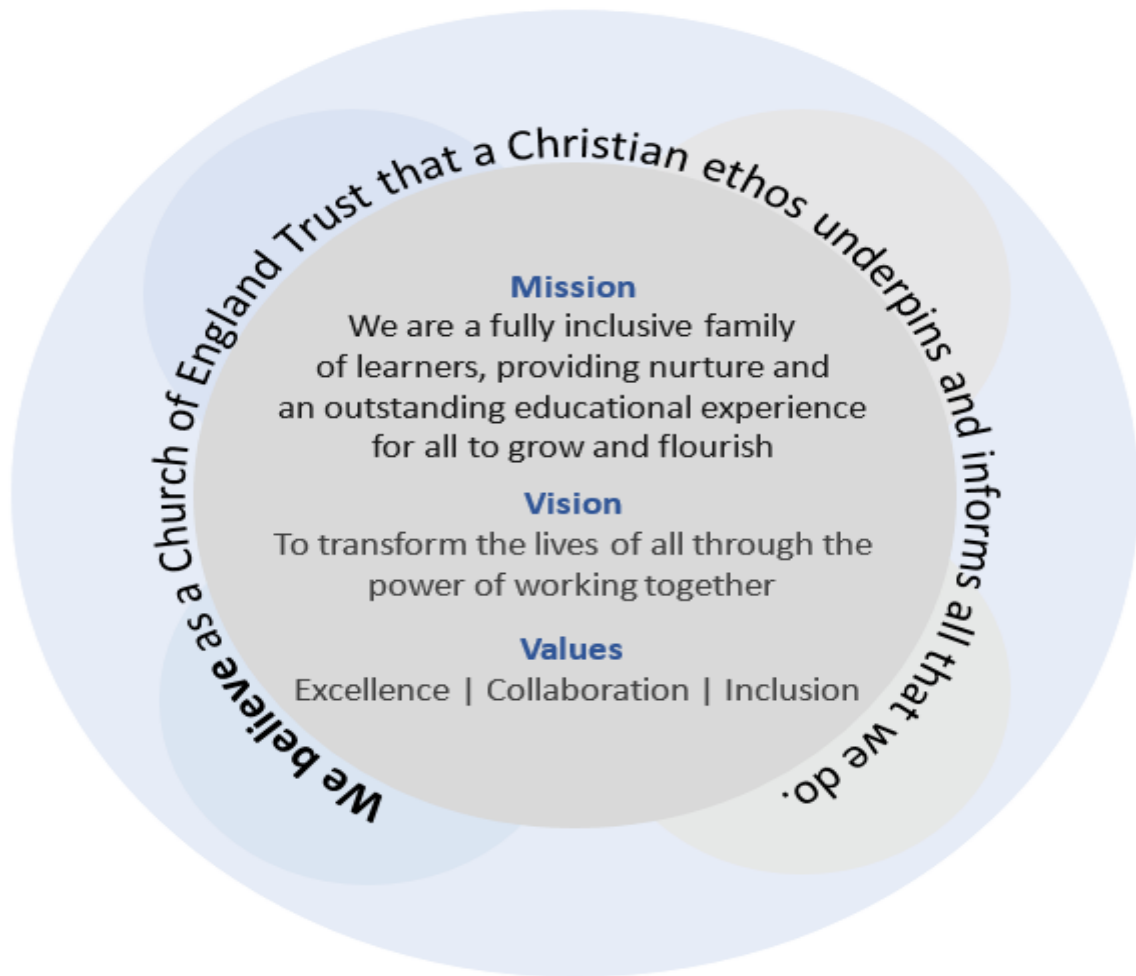 We believe as a Church of England Trust that a Christian ethos underpins and informs all that we do.
Mission
We are a fully inclusive family
of learners, providing nurture and
an outstanding educational experience
for all to grow and flourish
Vision
To transform the lives of all through the
power of working together
Values
Excellence | Collaboration | Inclusion